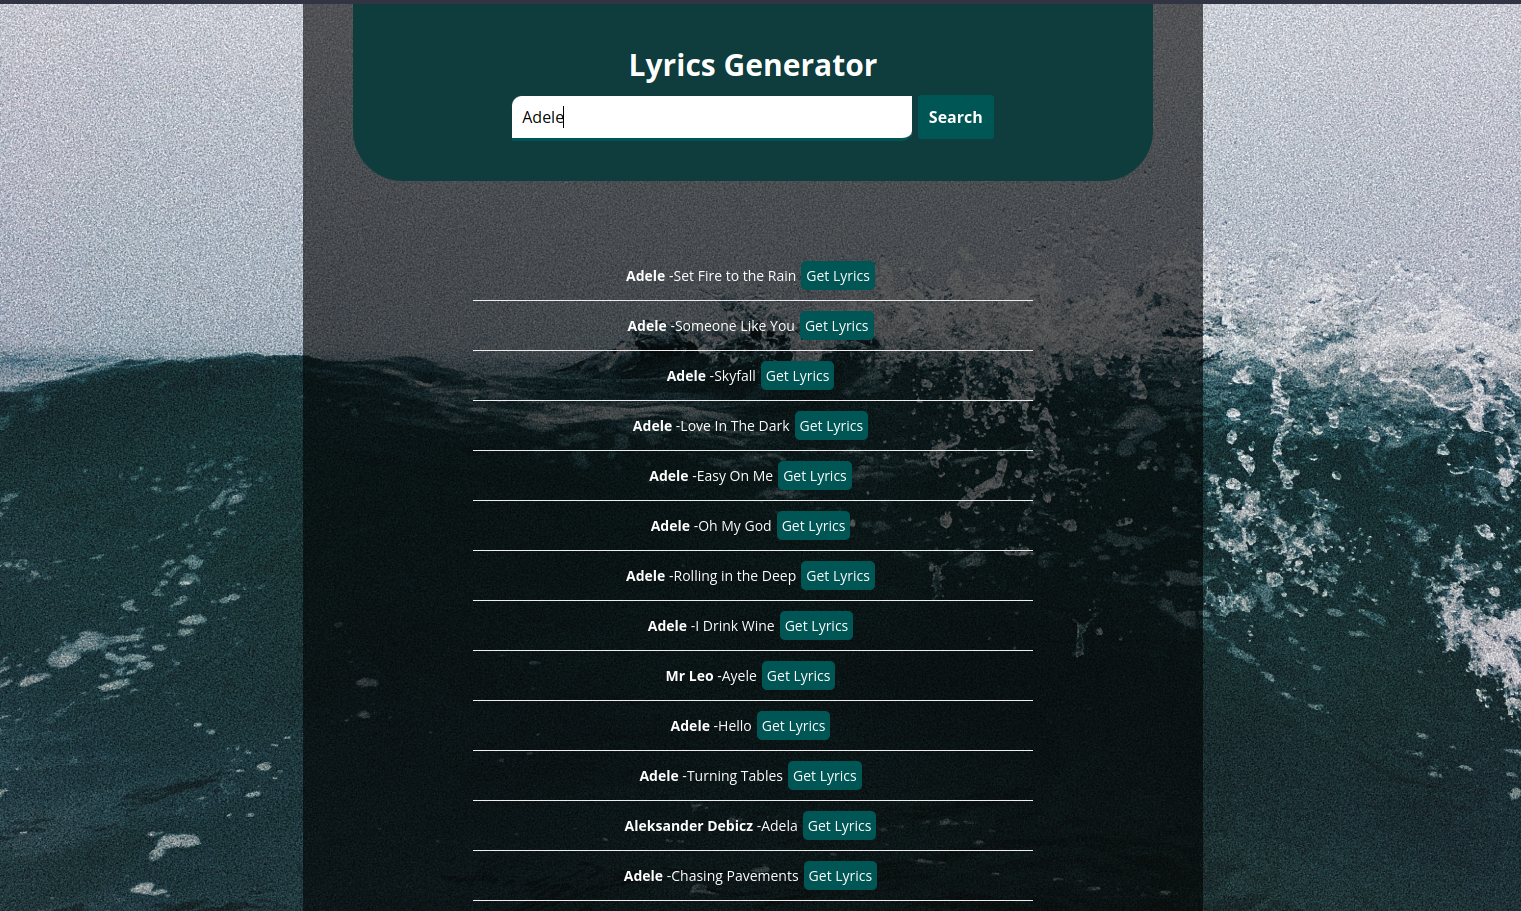 Lyrics Generator
Adele
Search
Adele -Set Fire to the Rain Get Lyrics
Adele -Someone Like You Get Lyrics
Adele -Skyfall Get Lyrics
Adele -Love In The Dark Get Lyrics
Adele -Easy On Me Get Lyrics
Adele -Oh My God Get Lyrics
Adele -Rolling in the Deep Get Lyrics
Adele -I Drink Wine Get Lyrics
Mr Leo -Ayele Get Lyrics
Adele -Hello Get Lyrics
Adele -Turning Tables Get Lyrics
Aleksander Debicz -Adela Get Lyrics
Adele -Chasing Pavements Get Lyrics